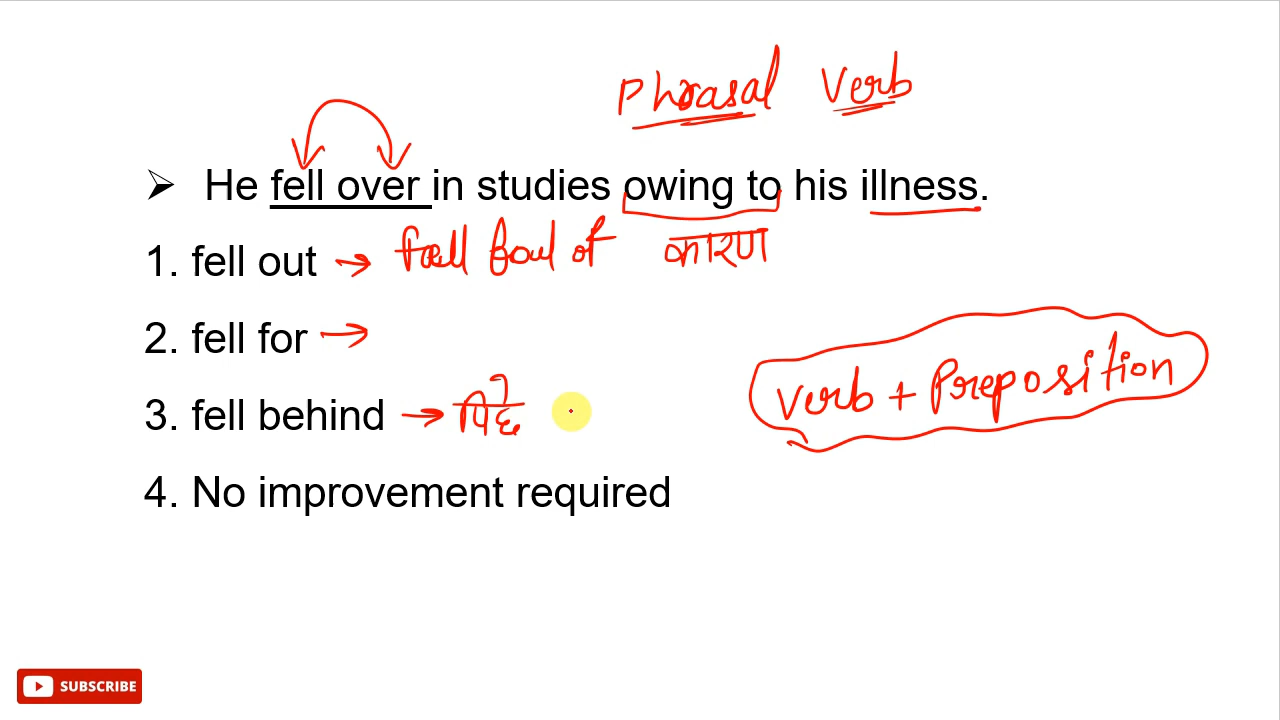 Phrasal Verb
➢ He fell over in studies owing to his illness.
1. fell out → fall foul of कारण
2. fell for →
verb + Preposition
3. fell behind →
4. No improvement required
SUBSCRIBE